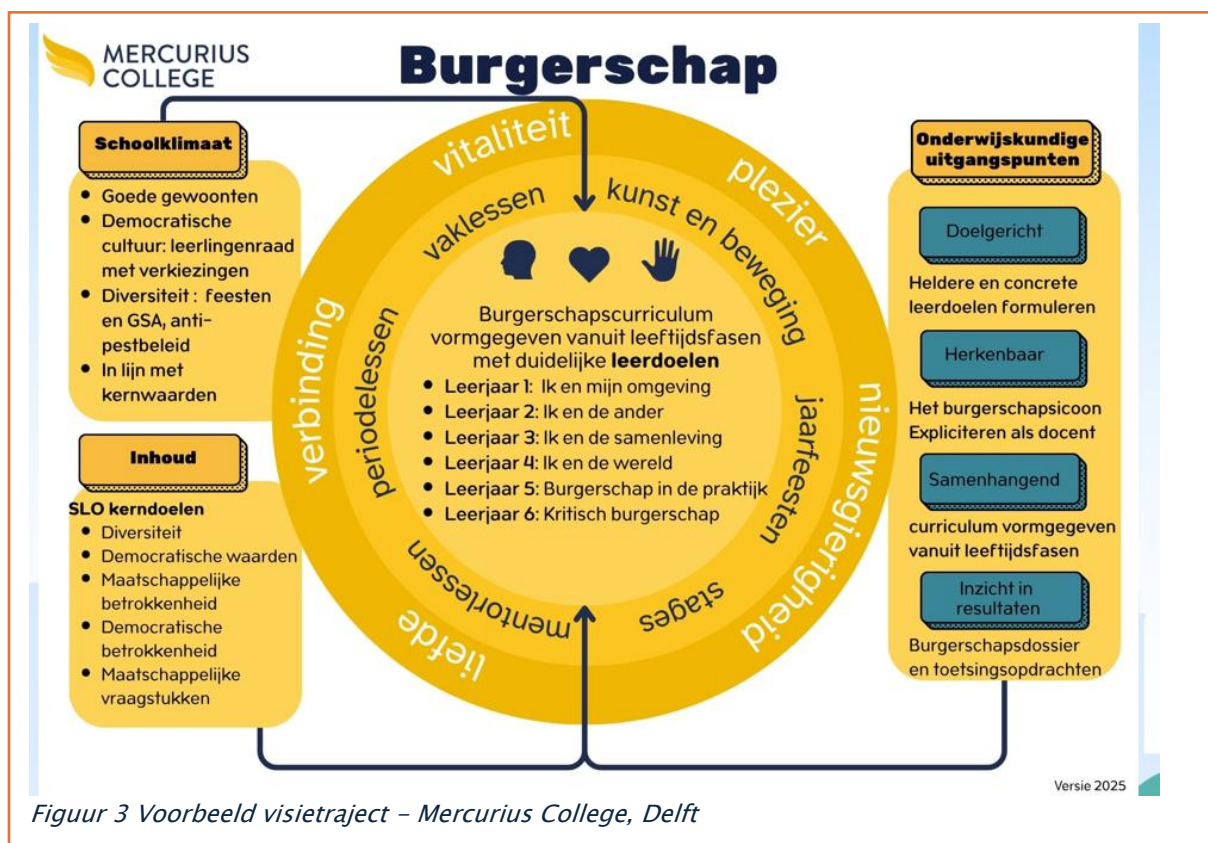 MERCURIUS
COLLEGE
Burgerschap
Schoolklimaat
• Goede gewoonten
• Democratische
cultuur: leerlingenraad
met verkiezingen
• Diversiteit : feesten
en GSA, anti-
pestbeleid
• In lijn met
kernwaarden
Inhoud
SLO kerndoelen
• Diversiteit
• Democratische waarden
• Maatschappelijke
betrokkenheid
• Democratische
betrokkenheid
• Maatschappelijke
vraagstukken
vitaliteit
plezier
nieuwsgierigheid
liefde
verbinding
vaklessen
kunst en beweging
jaarfeesten
stages
mentorlessen
periodelessen
Burgerschapscurriculum
vormgegeven vanuit leeftijdsfasen
met duidelijke leerdoelen
• Leerjaar 1: Ik en mijn omgeving
• Leerjaar 2: Ik en de ander
• Leerjaar 3: Ik en de samenleving
• Leerjaar 4: Ik en de wereld
• Leerjaar 5: Burgerschap in de praktijk
• Leerjaar 6: Kritisch burgerschap
Onderwijskundige
uitgangspunten
Doelgericht
Heldere en concrete
leerdoelen formuleren
Herkenbaar
Het burgerschapsicoon
Expliciteren als docent
Samenhangend
curriculum vormgegeven
vanuit leeftijdsfasen
Inzicht in
resultaten
Burgerschapsdossier
en toetsingsopdrachten
Versie 2025
Figuur 3 Voorbeeld visietraject - Mercurius College, Delft